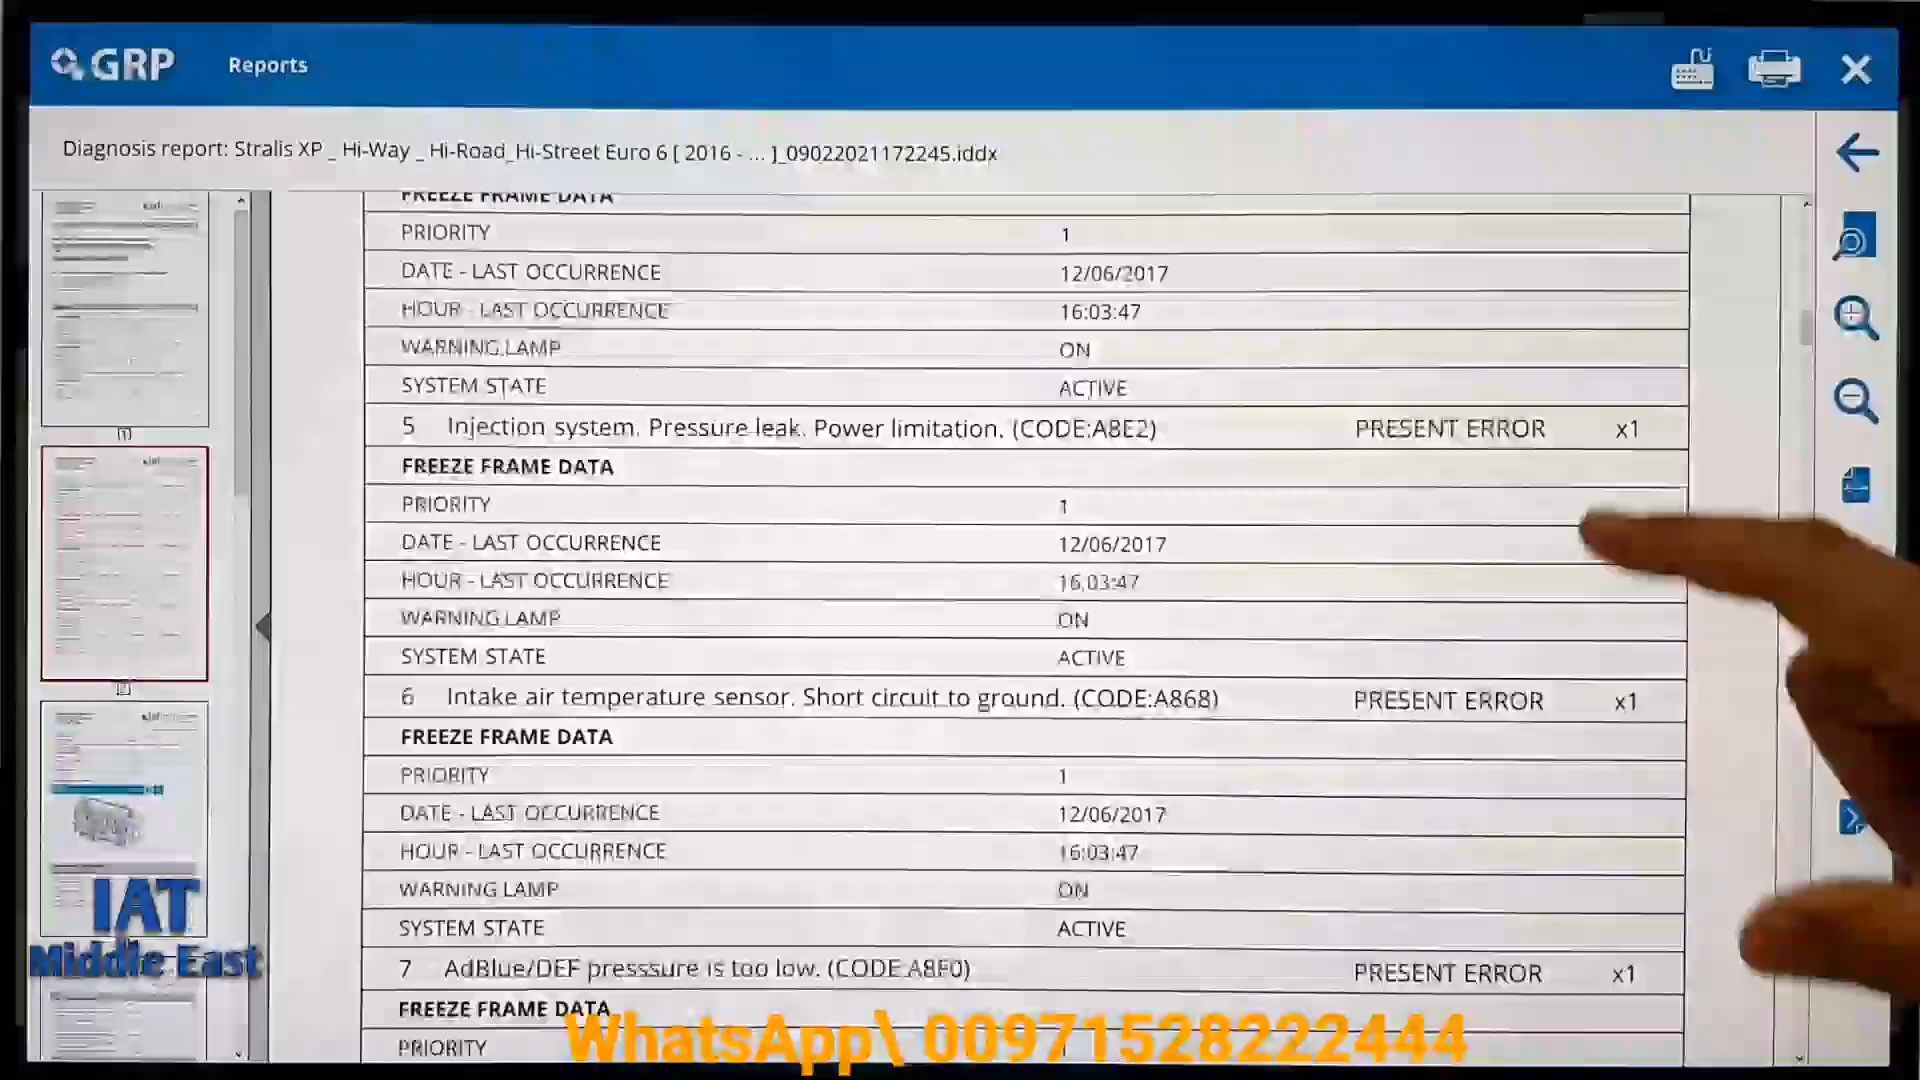 GRP Reports
Diagnosis report: Stralis XP _ Hi-Way _ Hi-Road_Hi-Street Euro 6 [ 2016 - ... ]_09022021172245.iddx
FREEZE FRAME DATA
PRIORITY 1
DATE - LAST OCCURRENCE 12/06/2017
HOUR - LAST OCCURRENCE 16:03:47
WARNING LAMP ON
SYSTEM STATE ACTIVE
5 Injection system. Pressure leak. Power limitation. (CODE:A8E2) PRESENT ERROR x1
FREEZE FRAME DATA
PRIORITY 1
DATE - LAST OCCURRENCE 12/06/2017
HOUR - LAST OCCURRENCE 16:03:47
WARNING LAMP ON
SYSTEM STATE ACTIVE
6 Intake air temperature sensor. Short circuit to ground. (CODE:A868) PRESENT ERROR x1
FREEZE FRAME DATA
PRIORITY 1
DATE - LAST OCCURRENCE 12/06/2017
HOUR - LAST OCCURRENCE 16:03:47
WARNING LAMP ON
SYSTEM STATE ACTIVE
7 AdBlue/DEF presssure is too low. (CODE:A8F0) PRESENT ERROR x1
FREEZE FRAME DATA
PRIORITY
[1]
IAT
Middle East
WhatsApp\ 00971528222444